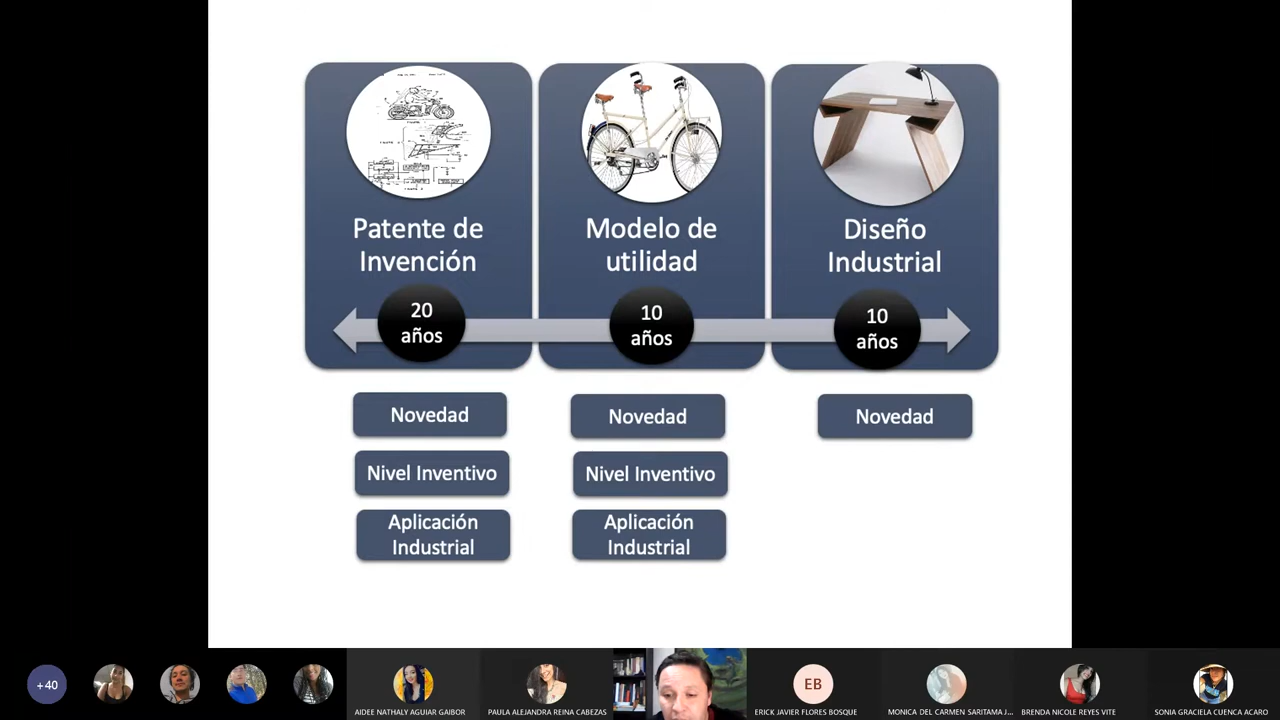 Patente de
Invención
Modelo de
utilidad
Diseño
Industrial
20
años
10
años
10
años
Novedad
Novedad
Novedad
Nivel Inventivo
Nivel Inventivo
Aplicación
Industrial
Aplicación
Industrial
+40
EB
AIDEE NATHALY AGUIAR GAIBOR
PAULA ALEJANDRA REINA CABEZAS
ERICK JAVIER FLORES BOSQUE
MONICA DEL CARMEN SARITAMA J...
BRENDA NICOLE REYES VITE
SONIA GRACIELA CUENCA ACARO